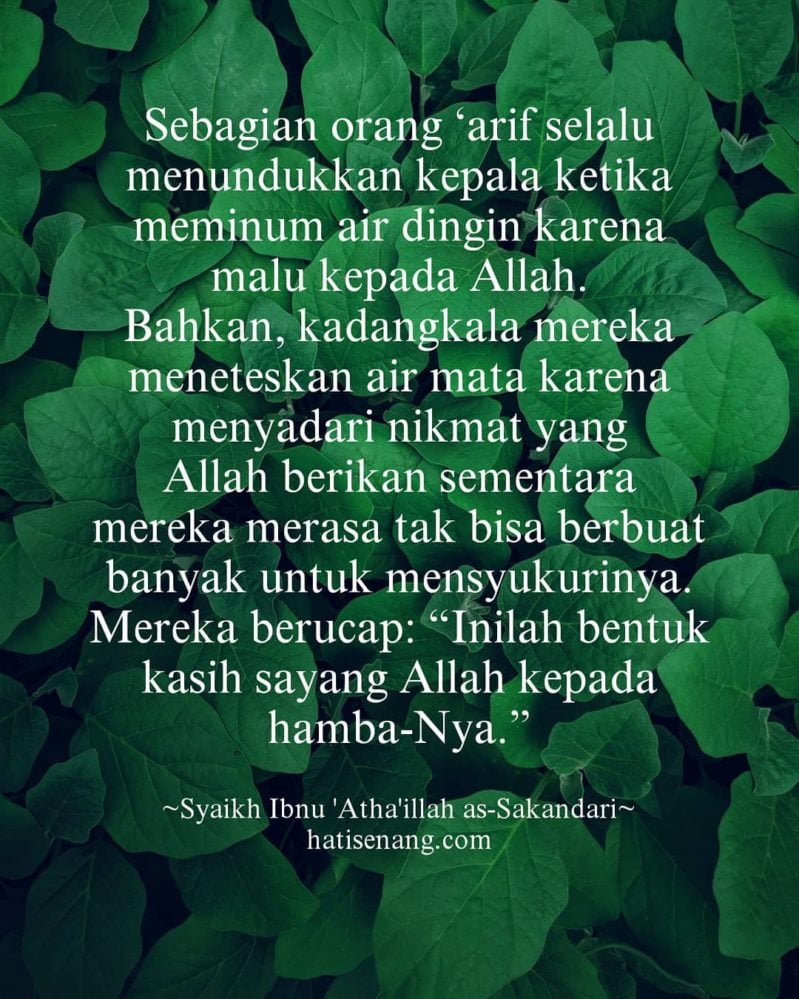 Sebagian orang ‘arif selalu
menundukkan kepala ketika
meminum air dingin karena
malu kepada Allah.
Bahkan, kadangkala mereka
meneteskan air mata karena
menyadari nikmat yang
Allah berikan sementara
mereka merasa tak bisa berbuat
banyak untuk mensyukurinya.
Mereka berucap: “Inilah bentuk
kasih sayang Allah kepada
hamba-Nya.”
~Syaikh Ibnu 'Atha'illah as-Sakandari~
hatisenang.com